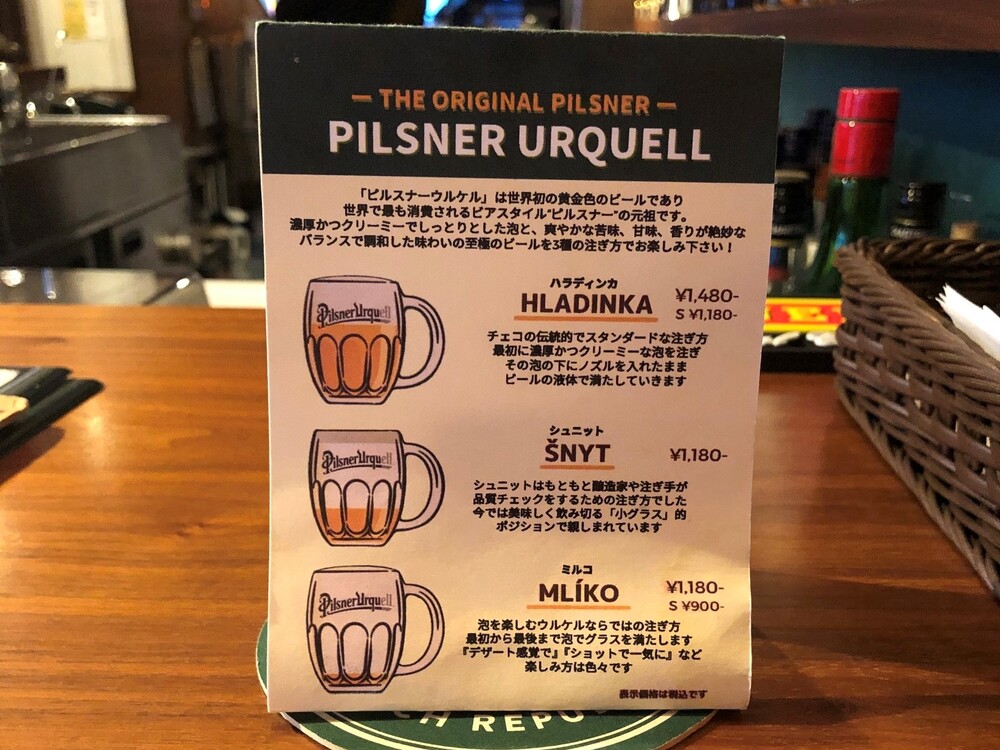 THE ORIGINAL PILSNER
PILSNER URQUELL
「ピルスナーウルケル」は世界初の黄金色のビールであり
世界で最も消費されるビアスタイル"ピルスナー"の元祖です。
濃厚かつクリーミーでしっとりとした泡と、爽やかな苦味、甘味、香りが絶妙な
バランスで調和した味わいの至極のビールを3種の注ぎ方でお楽しみ下さい！
PilsnerUrquell
ハラディンカ
HLADINKA
¥1,480-
S ¥1,180-
チェコの伝統的でスタンダードな注ぎ方
最初に濃厚かつクリーミーな泡を注ぎ
その泡の下にノズルを入れたまま
ビールの液体で満たしていきます
PilsnerUrquell
シュニット
ŠNYT
¥1,180-
シュニットはもともと醸造家や注ぎ手が
品質チェックをするための注ぎ方でした
今では美味しく飲み切る「小グラス」的
ポジションで親しまれています
PilsnerUrquell
ミルコ
MLÍKO
¥1,180-
S ¥900-
泡を楽しむウルケルならではの注ぎ方
最初から最後まで泡でグラスを満たします
『デザート感覚で』『ショットで一気に』など
楽しみ方は色々です
表示価格は税込です